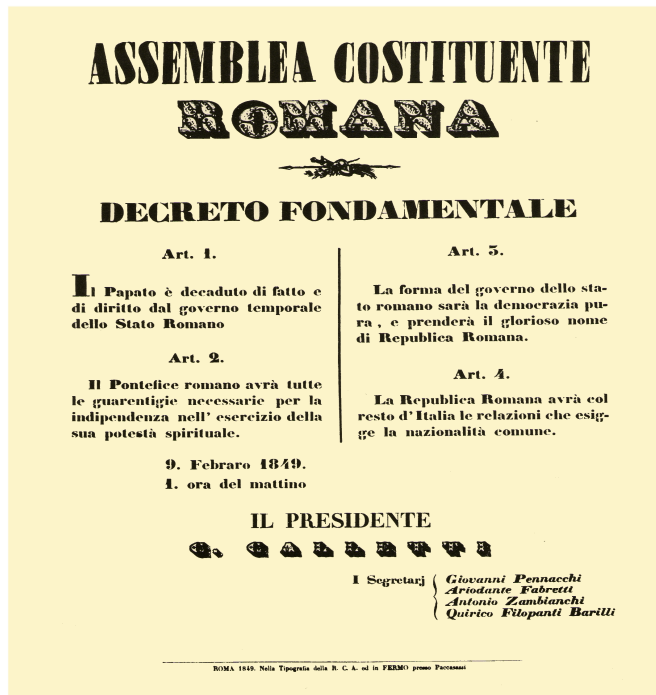 ASSEMBLEA COSTITUENTE
ROMANA
DECRETO FONDAMENTALE
Art. 1.
Il Papato è decaduto di fatto e
di diritto dal governo temporale
dello Stato Romano
Art. 2.
Il Pontefice romano avrà tutte
le guarentigie necessarie per la
indipendenza nell' esercizio della
sua potestà spirituale.
Art. 3.
La forma del governo dello sta-
to romano sarà la democrazia pu-
ra, e prenderà il glorioso nome
di Republica Romana.
Art. 4.
La Republica Romana avrà col
resto d'Italia le relazioni che esig-
ge la nazionalità comune.
9. Febraro 1849.
1. ora del mattino
IL PRESIDENTE
G. GALLETTI
I Segretarj
Giovanni Pennacchi
Ariodante Fabretti
Antonio Zambianchi
Quirico Filopanti Barilli
ROMA 1849. Nella Tipografia della R. C. A. ed in FERMO presso Paccasassi